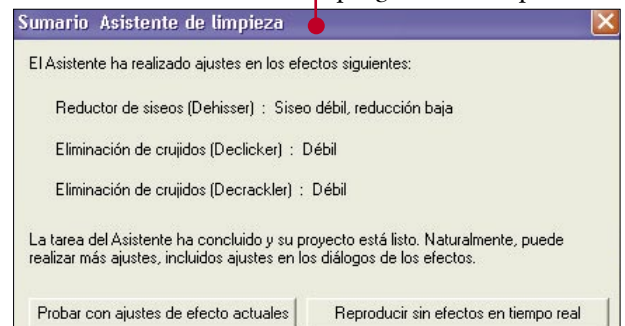 Sumario Asistente de limpieza
El Asistente ha realizado ajustes en los efectos siguientes:
Reductor de siseos (Dehisser) : Siseo débil, reducción baja
Eliminación de crujidos (Declicker) : Débil
Eliminación de crujidos (Decrackler) : Débil
La tarea del Asistente ha concluido y su proyecto está listo. Naturalmente, puede
realizar más ajustes, incluidos ajustes en los diálogos de los efectos.
Probar con ajustes de efecto actuales Reproducir sin efectos en tiempo real